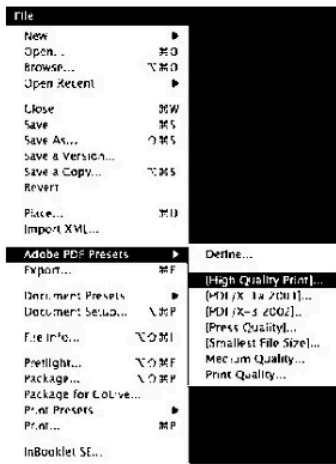 File
New
Open... ⌘O
Browse... ⌥⌘O
Open Recent
Close ⌘W
Save ⌘S
Save As... ⇧⌘S
Save a Version...
Save a Copy... ⌥⌘S
Revert
Place... ⌘D
Import XML...
Adobe PDF Presets
Define...
Export... ⌘E
[High Quality Print]...
Document Presets
[PDF/X-1a 2001]...
Document Setup... ⌥⌘P
[PDF/X-3 2002]...
[Press Quality]...
File Info... ⌥⇧⌘I
[Smallest File Size]...
Medium Quality...
Preflight... ⌥⇧⌘F
Print Quality...
Package... ⌥⇧⌘P
Package for GoLive...
Print Presets
Print... ⌘P
InBooklet SE...